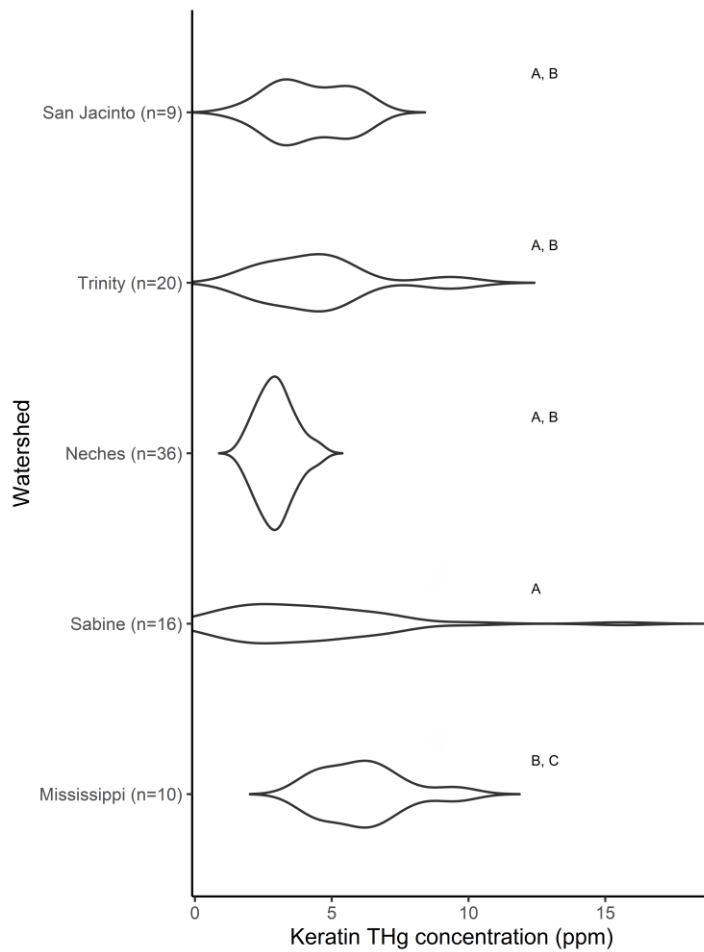 A, B
San Jacinto (n=9)
A, B
Trinity (n=20)
A, B
Neches (n=36)
A
Sabine (n=16)
B, C
Mississippi (n=10)
Watershed
0 5 10 15
Keratin THg concentration (ppm)